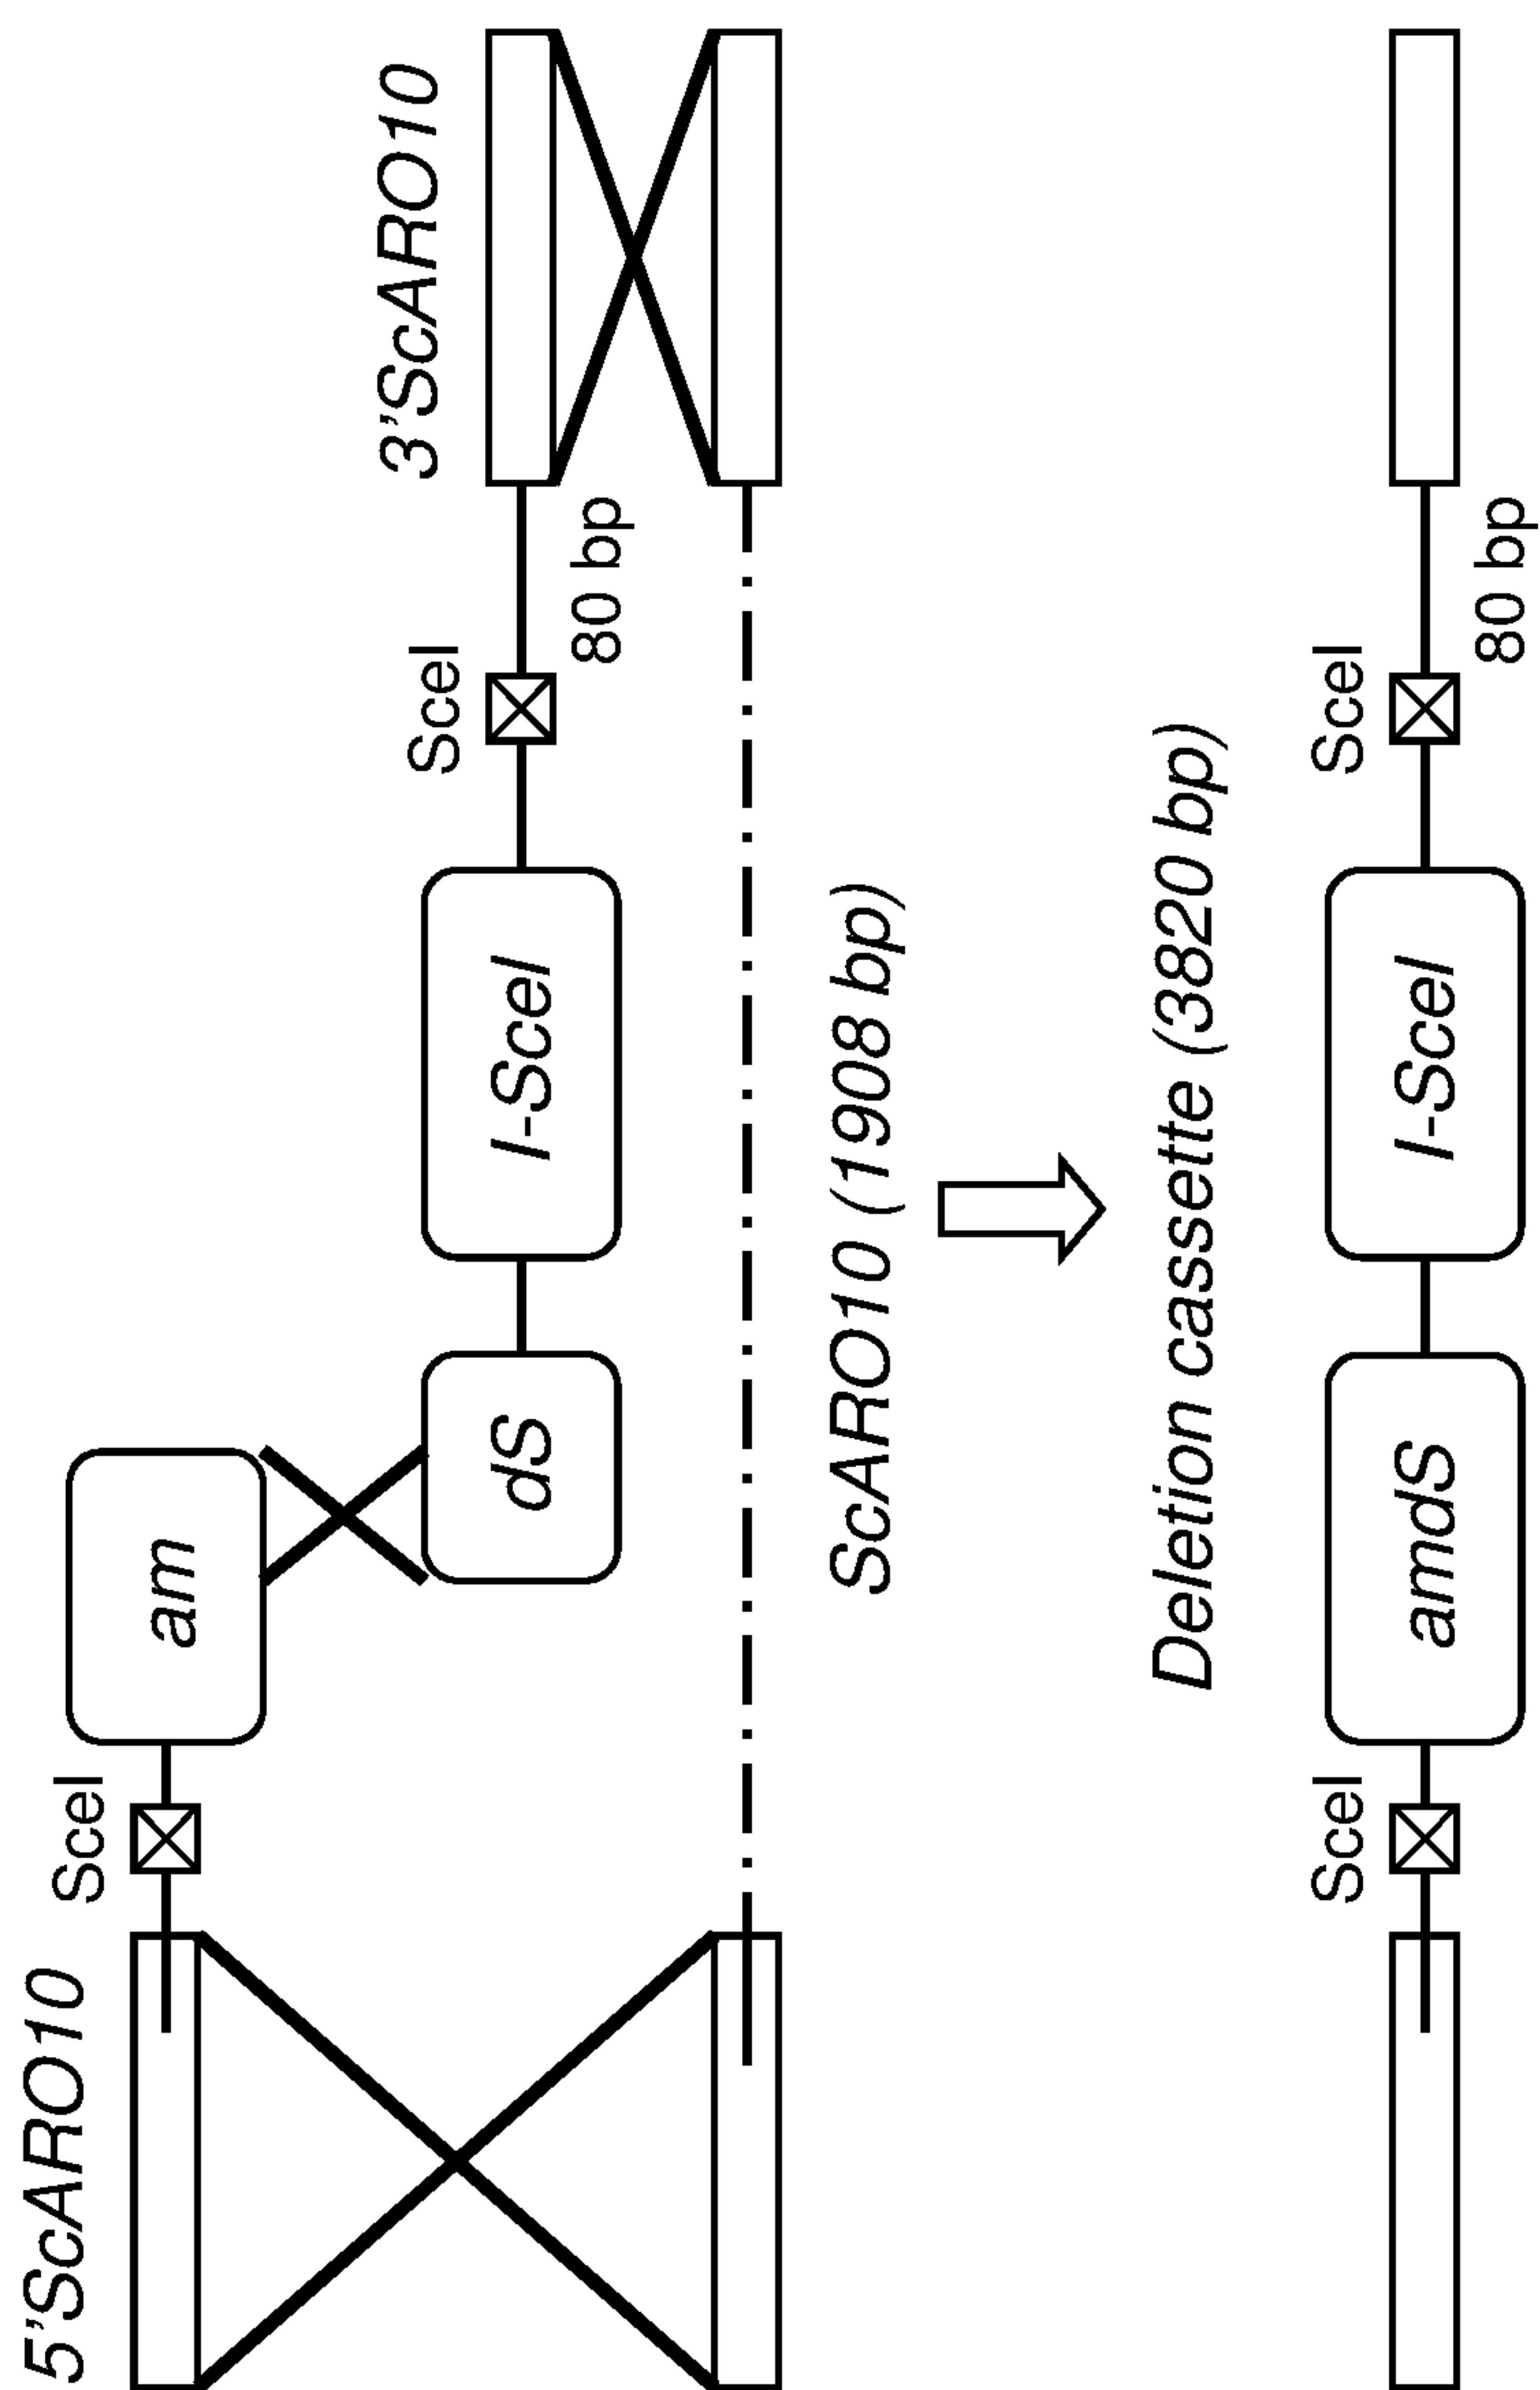 5'ScARO10
SceI
am
3'ScARO10
SceI
dS
I-SceI
80 bp
ScARO10 (1908 bp)
Deletion cassette (3820 bp)
SceI
amdS
I-SceI
SceI
80 bp